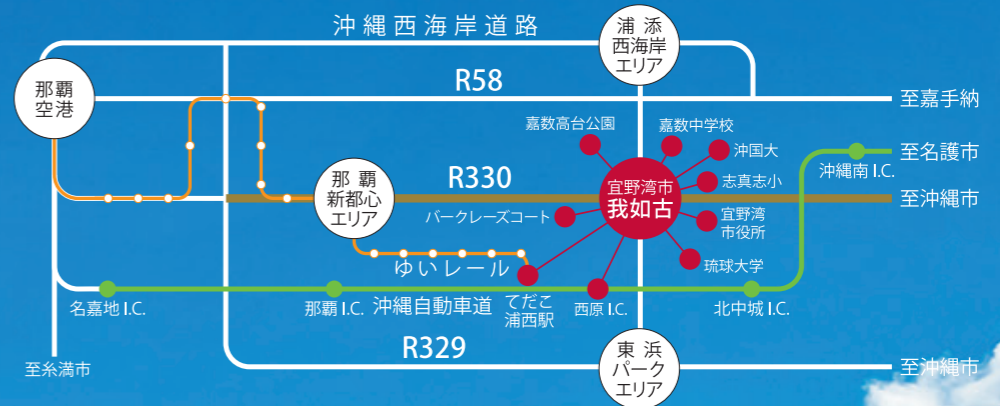 沖縄西海岸道路
浦添
西海岸
エリア
那覇
空港
R58
至嘉手納
嘉数高台公園
嘉数中学校
沖国大
至名護市
沖縄南 I.C.
那覇
新都心
エリア
R330
宜野湾市
我如古
志真志小
至沖縄市
パークレーズコート
宜野湾
市役所
ゆいレール
琉球大学
名嘉地 I.C.
那覇 I.C.
沖縄自動車道
てだこ
浦西駅
西原 I.C.
北中城 I.C.
R329
東浜
パーク
エリア
至糸満市
至沖縄市